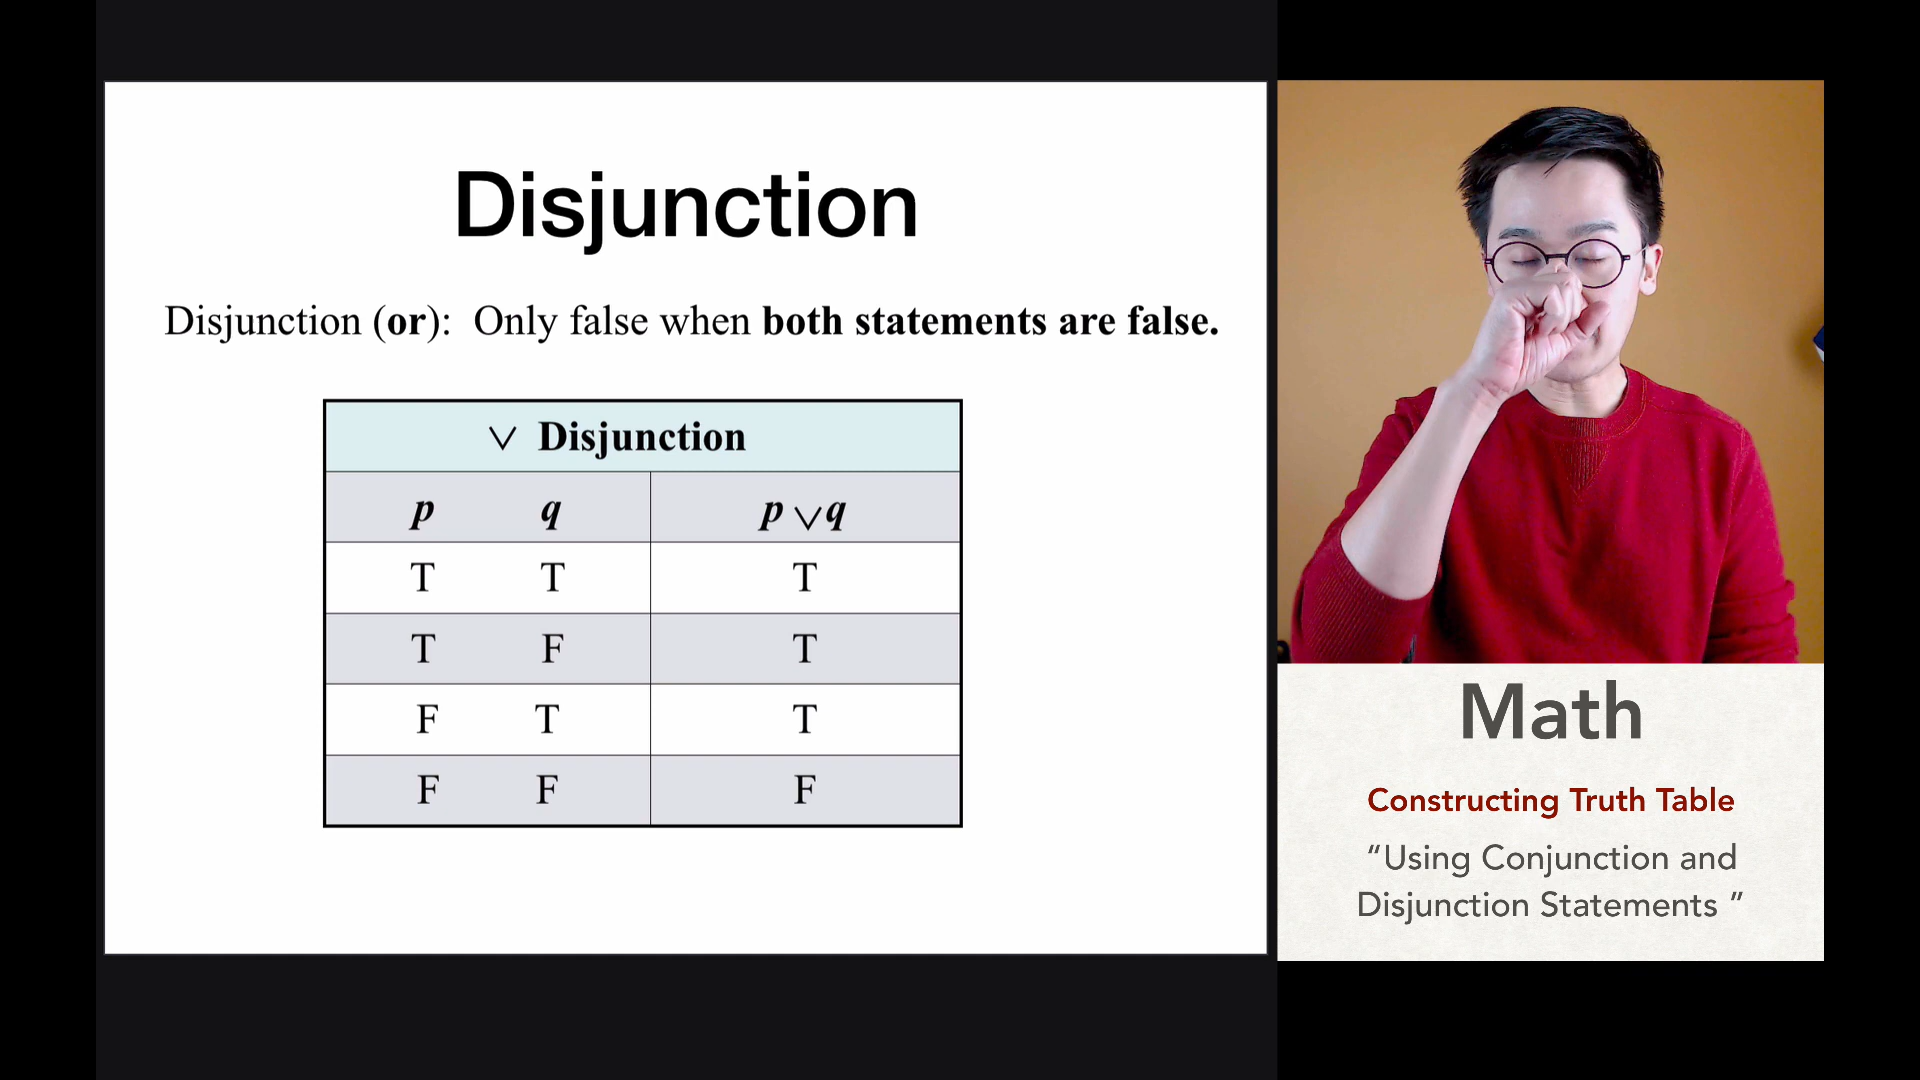 Disjunction
Disjunction (or): Only false when both statements are false.
∨ Disjunction
p q p ∨ q
T T T
T F T
F T T
F F F
Math
Constructing Truth Table
“Using Conjunction and
Disjunction Statements ”